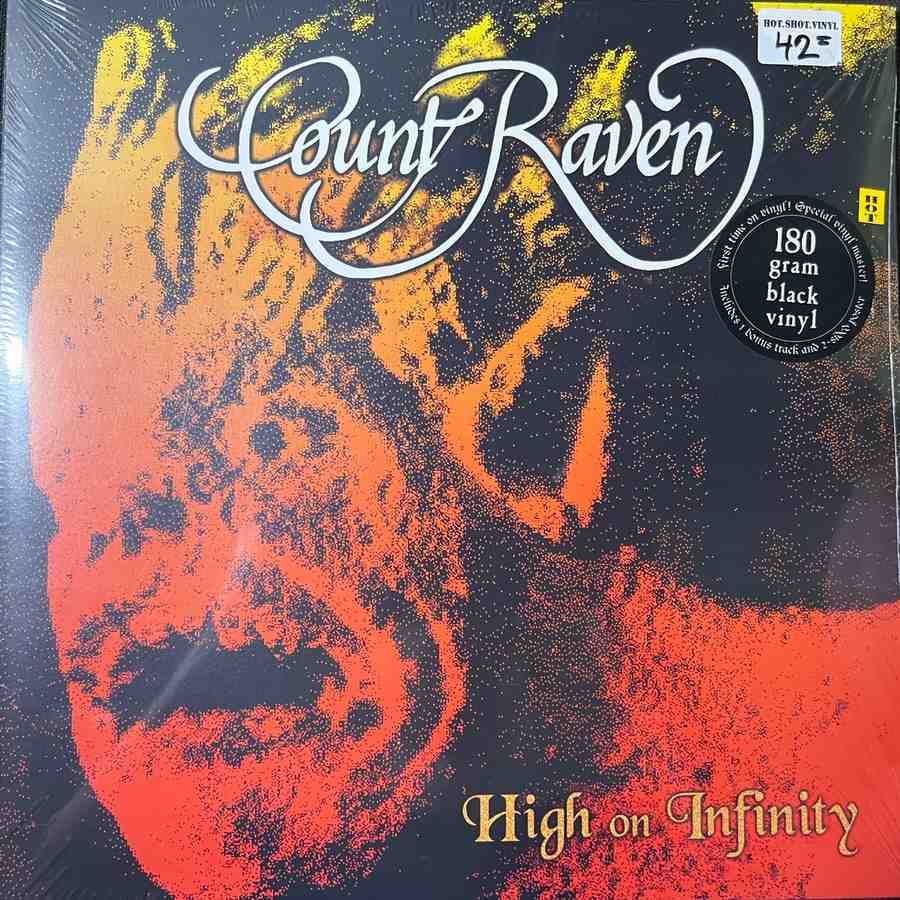 HOT.SHOT.VINYL
42
Count Raven
HOT
First time on vinyl! Special vinyl master!
180
gram
black
vinyl
Includes 1 bonus track and 2-sided poster
High on Infinity